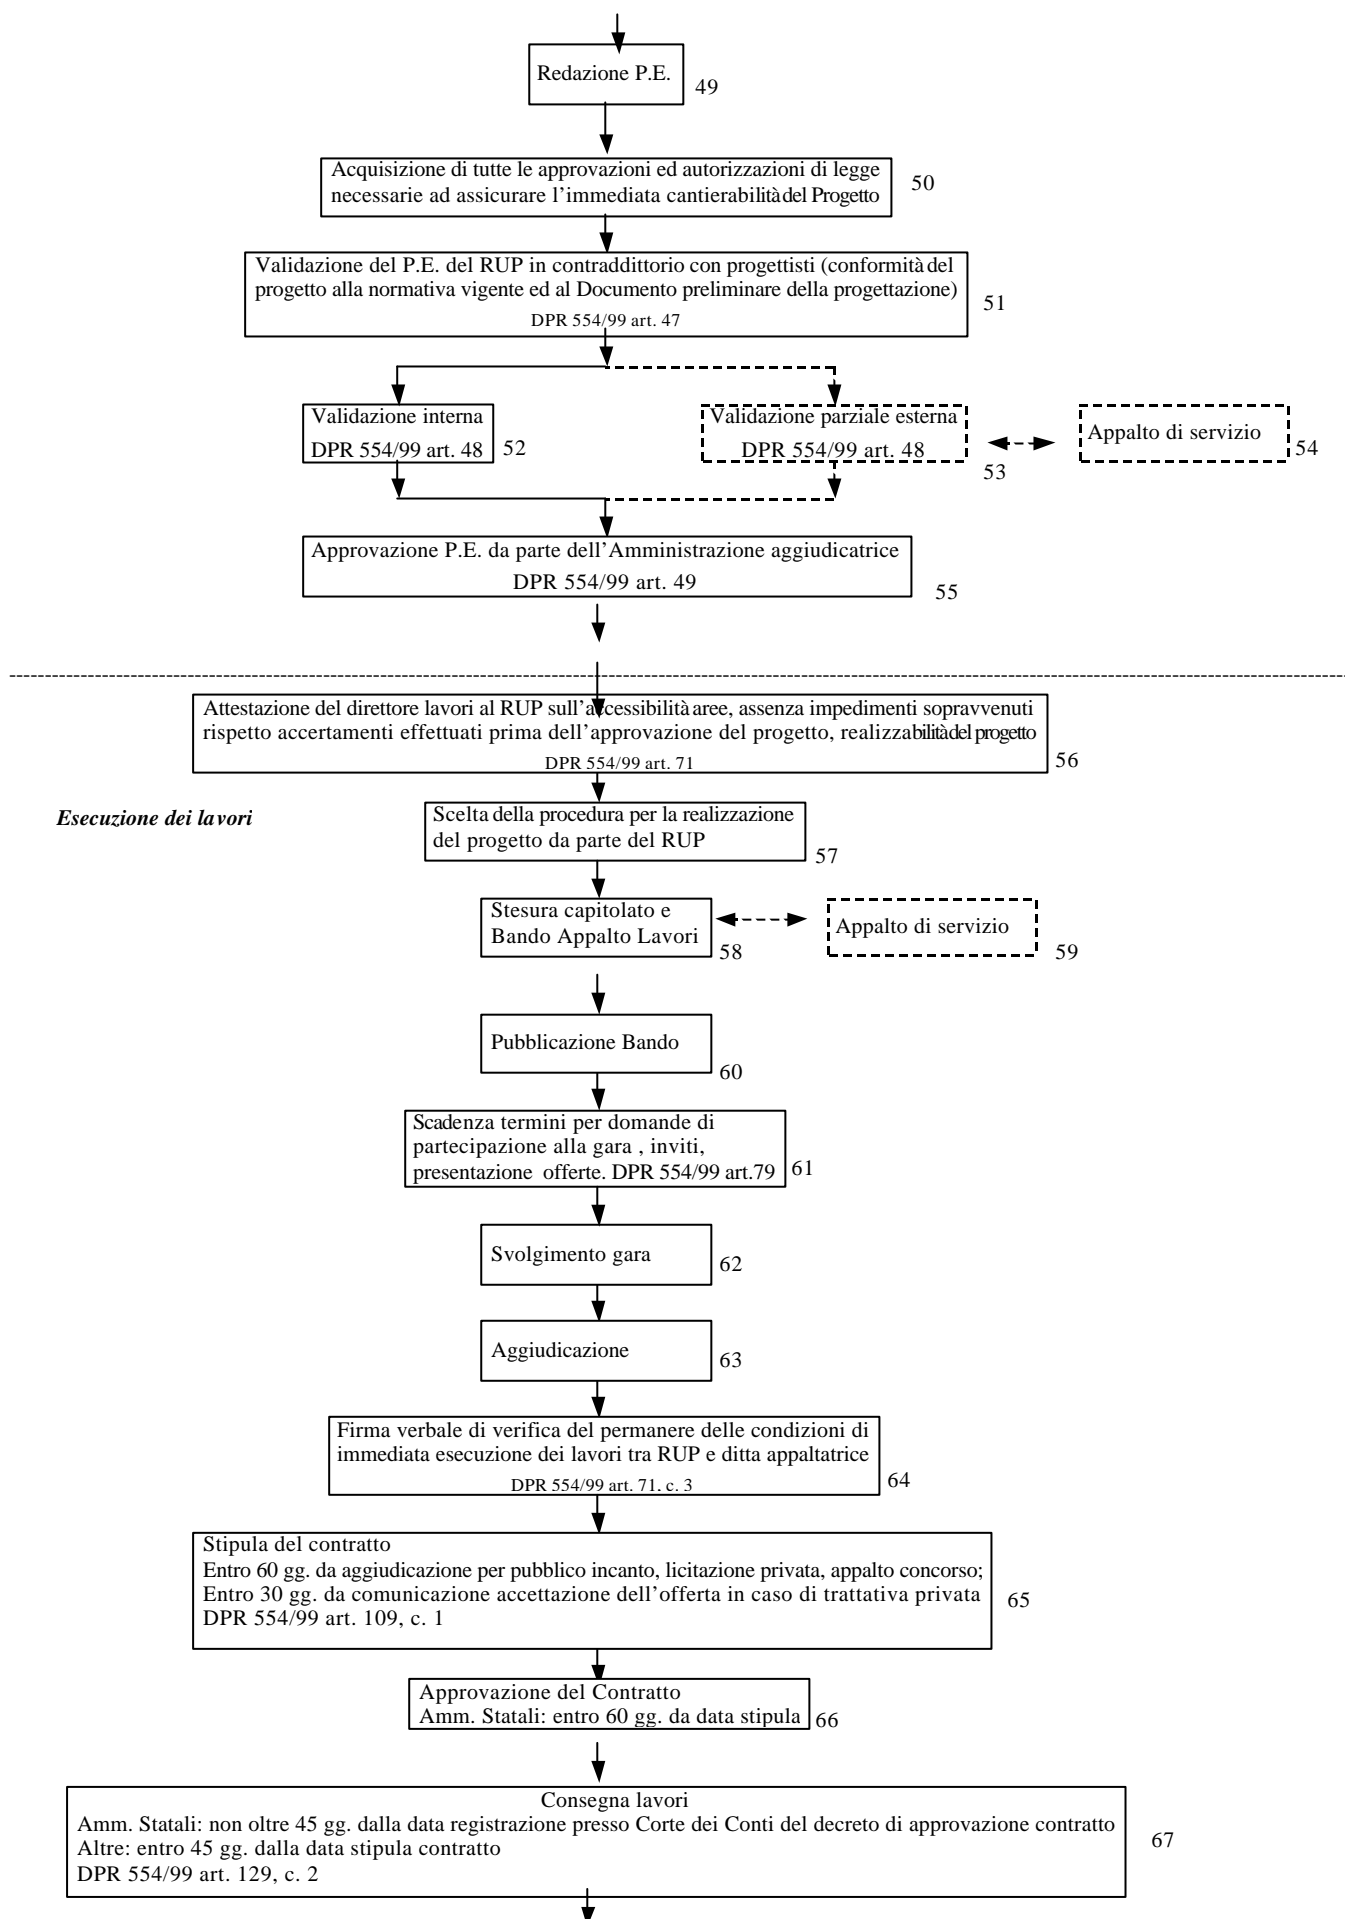 Redazione P.E.
49
Acquisizione di tutte le approvazioni ed autorizzazioni di legge
necessarie ad assicurare l'immediata cantierabilità del Progetto
50
Validazione del P.E. del RUP in contraddittorio con progettisti (conformità del
progetto alla normativa vigente ed al Documento preliminare della progettazione)
DPR 554/99 art. 47
51
Validazione interna
DPR 554/99 art. 48
52
Validazione parziale esterna
DPR 554/99 art. 48
53
Appalto di servizio
54
Approvazione P.E. da parte dell'Amministrazione aggiudicatrice
DPR 554/99 art. 49
55
Attestazione del direttore lavori al RUP sull'accessibilità aree, assenza impedimenti sopravvenuti
rispetto accertamenti effettuati prima dell'approvazione del progetto, realizzabilità del progetto
DPR 554/99 art. 71
56
Esecuzione dei lavori
Scelta della procedura per la realizzazione
del progetto da parte del RUP
57
Stesura capitolato e
Bando Appalto Lavori
58
Appalto di servizio
59
Pubblicazione Bando
60
Scadenza termini per domande di
partecipazione alla gara , inviti,
presentazione offerte. DPR 554/99 art.79
61
Svolgimento gara
62
Aggiudicazione
63
Firma verbale di verifica del permanere delle condizioni di
immediata esecuzione dei lavori tra RUP e ditta appaltatrice
DPR 554/99 art. 71, c. 3
64
Stipula del contratto
Entro 60 gg. da aggiudicazione per pubblico incanto, licitazione privata, appalto concorso;
Entro 30 gg. da comunicazione accettazione dell'offerta in caso di trattativa privata
DPR 554/99 art. 109, c. 1
65
Approvazione del Contratto
Amm. Statali: entro 60 gg. da data stipula
66
Consegna lavori
Amm. Statali: non oltre 45 gg. dalla data registrazione presso Corte dei Conti del decreto di approvazione contratto
Altre: entro 45 gg. dalla data stipula contratto
DPR 554/99 art. 129, c. 2
67